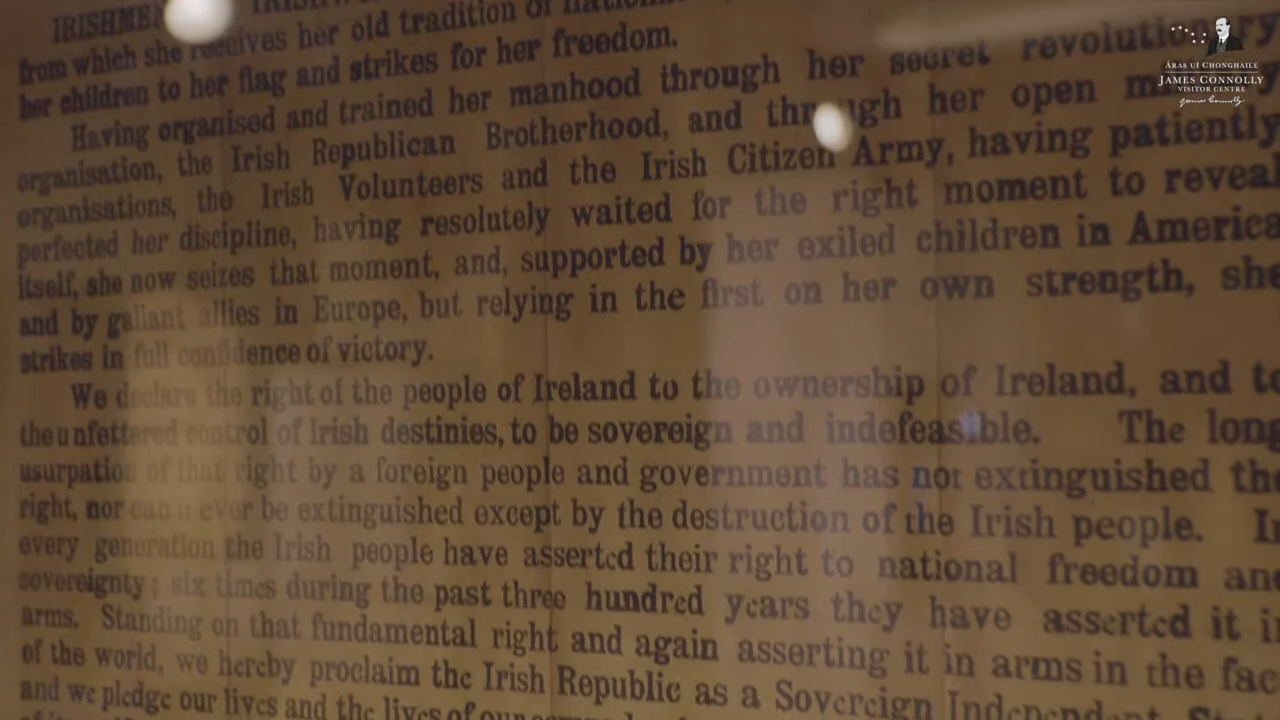 IRISHME
from which she receives her old tradition of
her children to her flag and strikes for her freedom.
Having organised and trained her manhood through her secret revolutionary
organisation, the Irish Republican Brotherhood, and through her open
organisations, the Irish Volunteers and the Irish Citizen Army, having patiently
perfected her discipline, having resolutely waited for the right moment to reveal
itself, she now seizes that moment, and, supported by her exiled children in America
and by gallant allies in Europe, but relying in the first on her own strength, she
strikes in full confidence of victory.
We declare the right of the people of Ireland to the ownership of Ireland, and to
the unfettered control of Irish destinies, to be sovereign and indefeasible. The long
usurpation of that right by a foreign people and government has not extinguished the
right, nor can it ever be extinguished except by the destruction of the Irish people. In
every generation the Irish people have asserted their right to national freedom and
sovereignty; six times during the past three hundred years they have asserted it in
arms. Standing on that fundamental right and again asserting it in arms in the fac
of the world, we hereby proclaim the Irish Republic as a Sovereign Independent
and we pledge our lives and the lives of our
ÁRAS UÍ CHONGHAILE
JAMES CONNOLLY
VISITOR CENTRE
James Connolly